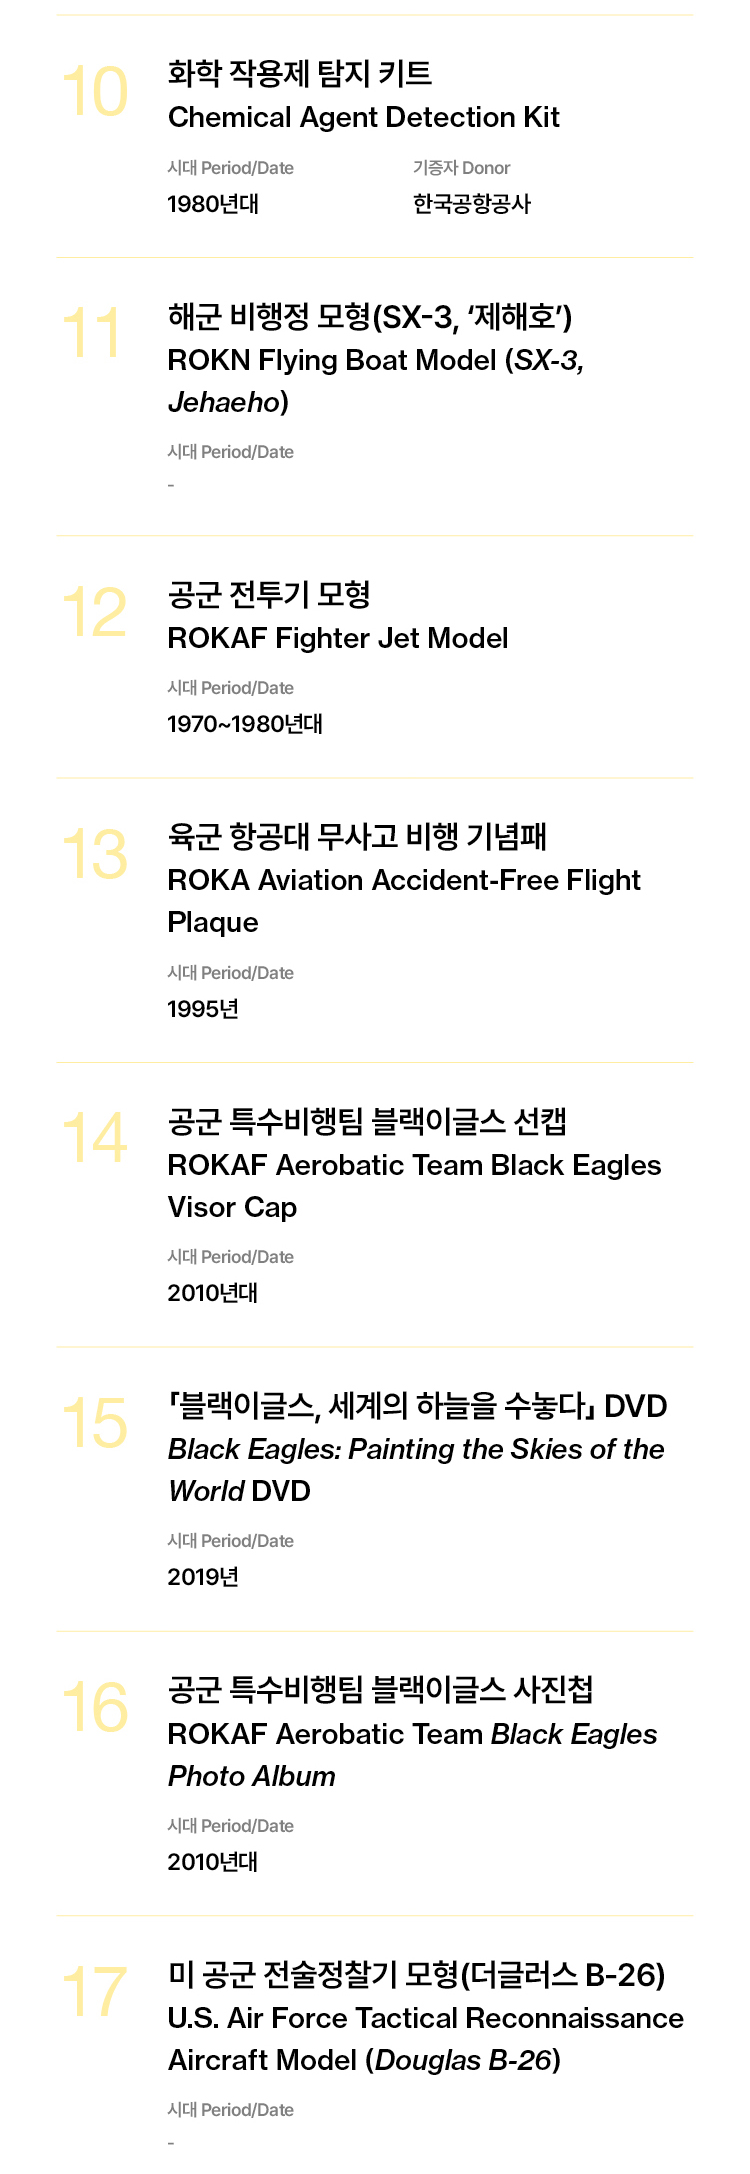 10
화학 작용제 탐지 키트
Chemical Agent Detection Kit
시대 Period/Date
기증자 Donor
1980년대
한국공항공사
11
해군 비행정 모형(SX-3, ‘제해호’)
ROKN Flying Boat Model (SX-3,
Jehaeho)
시대 Period/Date
-
12
공군 전투기 모형
ROKAF Fighter Jet Model
시대 Period/Date
1970~1980년대
13
육군 항공대 무사고 비행 기념패
ROKA Aviation Accident-Free Flight
Plaque
시대 Period/Date
1995년
14
공군 특수비행팀 블랙이글스 선캡
ROKAF Aerobatic Team Black Eagles
Visor Cap
시대 Period/Date
2010년대
15
「블랙이글스, 세계의 하늘을 수놓다」 DVD
Black Eagles: Painting the Skies of the
World DVD
시대 Period/Date
2019년
16
공군 특수비행팀 블랙이글스 사진첩
ROKAF Aerobatic Team Black Eagles
Photo Album
시대 Period/Date
2010년대
17
미 공군 전술정찰기 모형(더글러스 B-26)
U.S. Air Force Tactical Reconnaissance
Aircraft Model (Douglas B-26)
시대 Period/Date
-